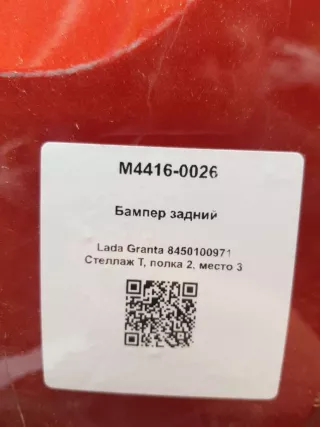 M4416-0026
Бампер задний
Lada Granta 8450100971
Стеллаж Т, полка 2, место 3